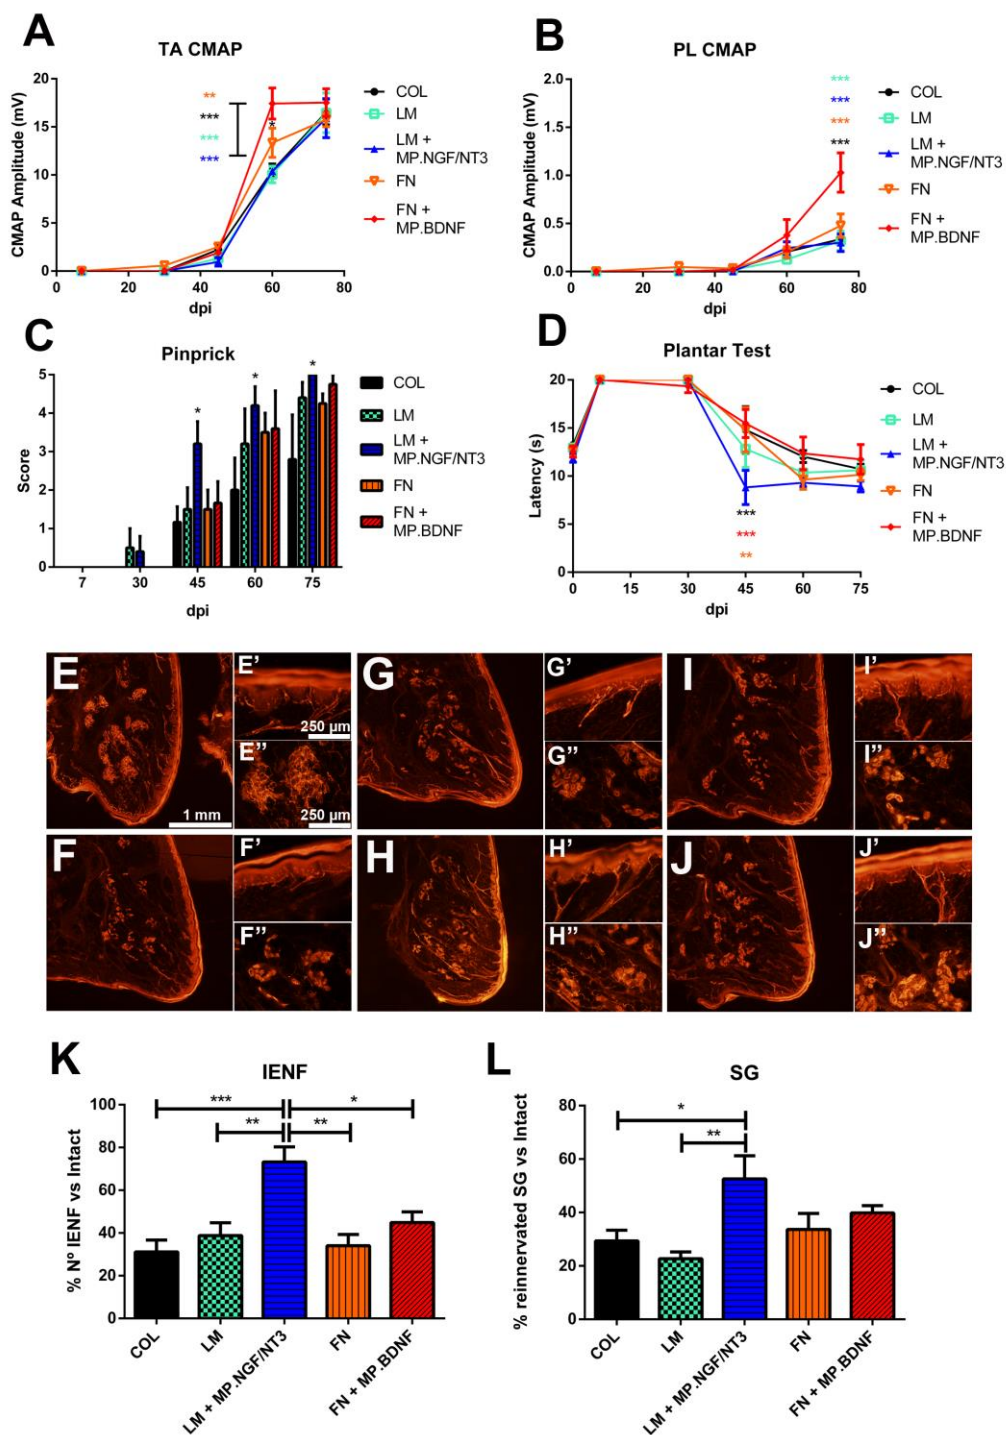 A
TA CMAP
CMAP Amplitude (mV)
20
15
10
5
0
0 20 40 60 80
dpi
**
***
***
***
*
COL
LM
LM +
MP.NGF/NT3
FN
FN +
MP.BDNF
B
PL CMAP
CMAP Amplitude (mV)
2.0
1.5
1.0
0.5
0.0
0 20 40 60 80
dpi
***
***
***
***
COL
LM
LM +
MP.NGF/NT3
FN
FN +
MP.BDNF
C
Pinprick
Score
5
4
3
2
1
0
7 30 45 60 75
dpi
*
*
*
COL
LM
LM +
MP.NGF/NT3
FN
FN +
MP.BDNF
D
Plantar Test
Latency (s)
20
15
10
5
0
0 15 30 45 60 75
dpi
***
***
**
COL
LM
LM +
MP.NGF/NT3
FN
FN +
MP.BDNF
E
1 mm
E’
250 µm
E’’
250 µm
G
G’
G’’
I
I’
I’’
F
F’
F’’
H
H’
H’’
J
J’
J’’
K
IENF
% Nº IENF vs Intact
100
80
60
40
20
0
*** *
** **
COL
LM
LM + MP.NGF/NT3
FN
FN + MP.BDNF
L
SG
% reinnervated SG vs Intact
80
60
40
20
0
*
**
COL
LM
LM + MP.NGF/NT3
FN
FN + MP.BDNF